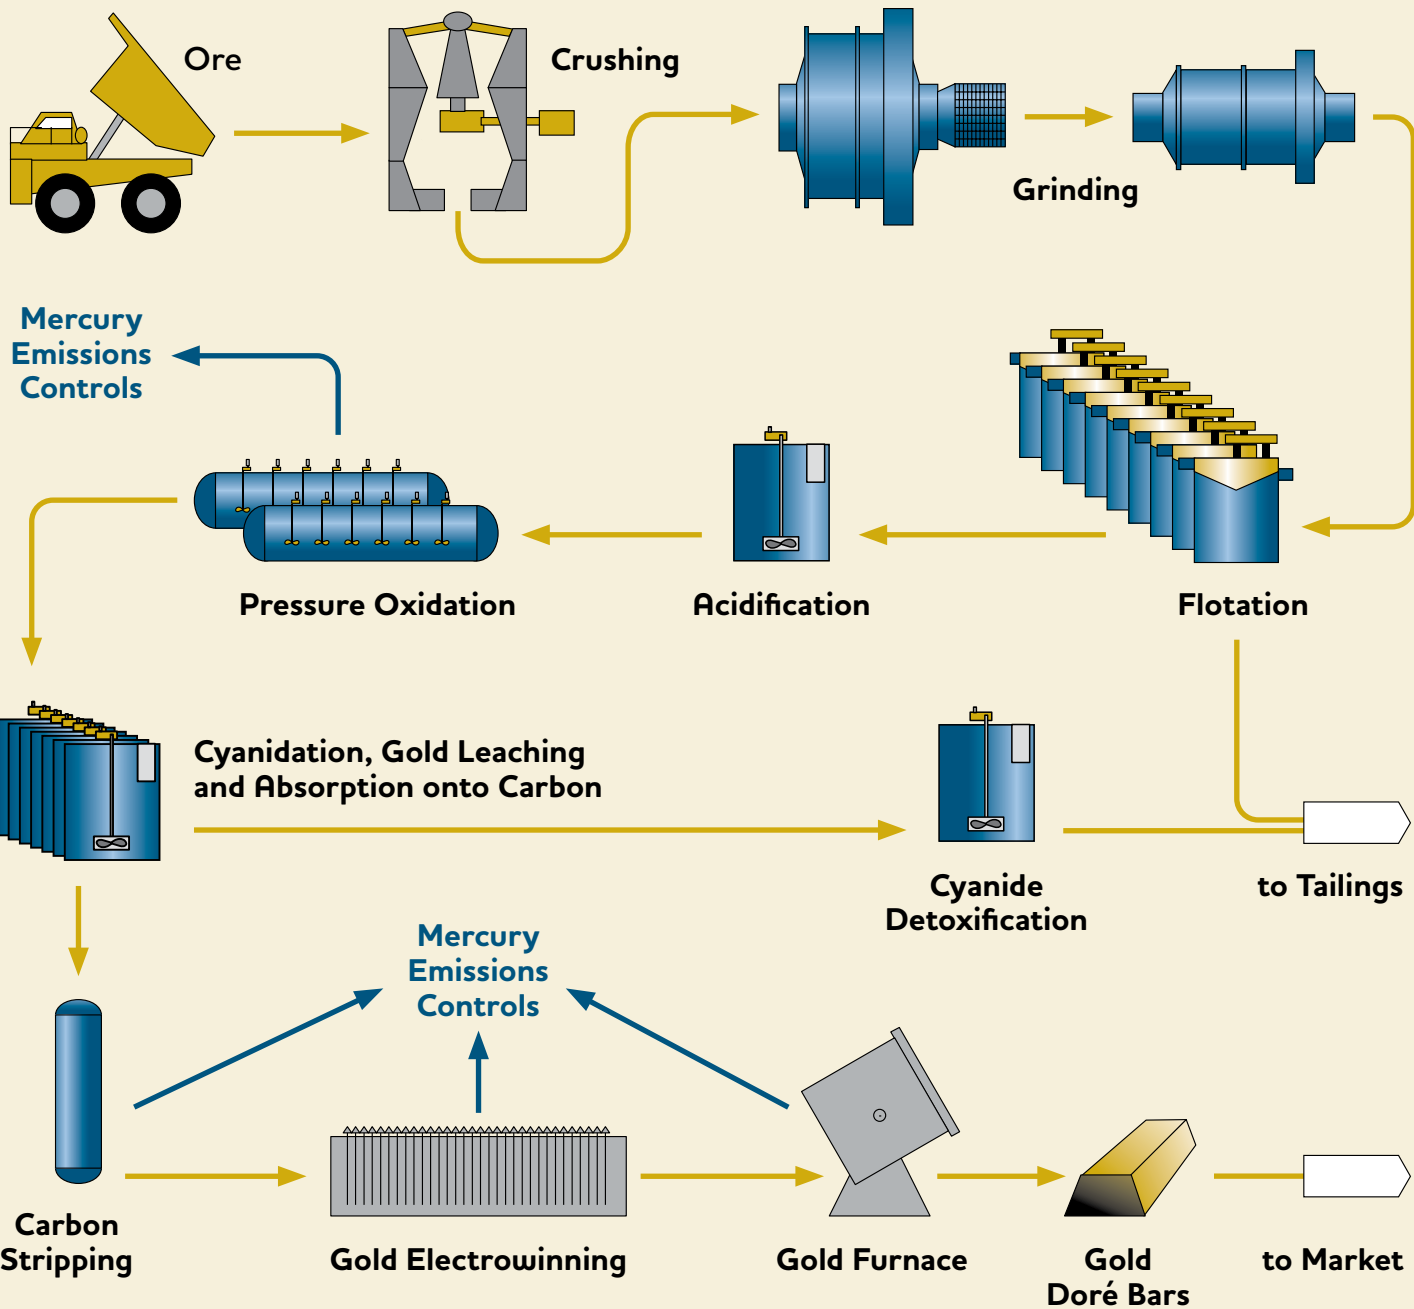 Ore
Crushing
Grinding
Mercury
Emissions
Controls
Pressure Oxidation
Acidification
Flotation
Cyanidation, Gold Leaching
and Absorption onto Carbon
Cyanide
Detoxification
to Tailings
Mercury
Emissions
Controls
Carbon
Stripping
Gold Electrowinning
Gold Furnace
Gold
Doré Bars
to Market